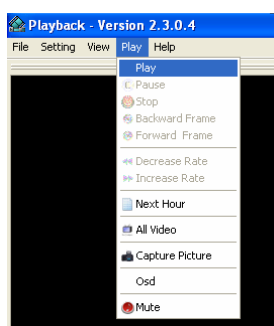 Playback - Version 2.3.0.4
File Setting View Play Help
Play
Pause
Stop
Backward Frame
Forward Frame
Decrease Rate
Increase Rate
Next Hour
All Video
Capture Picture
Osd
Mute